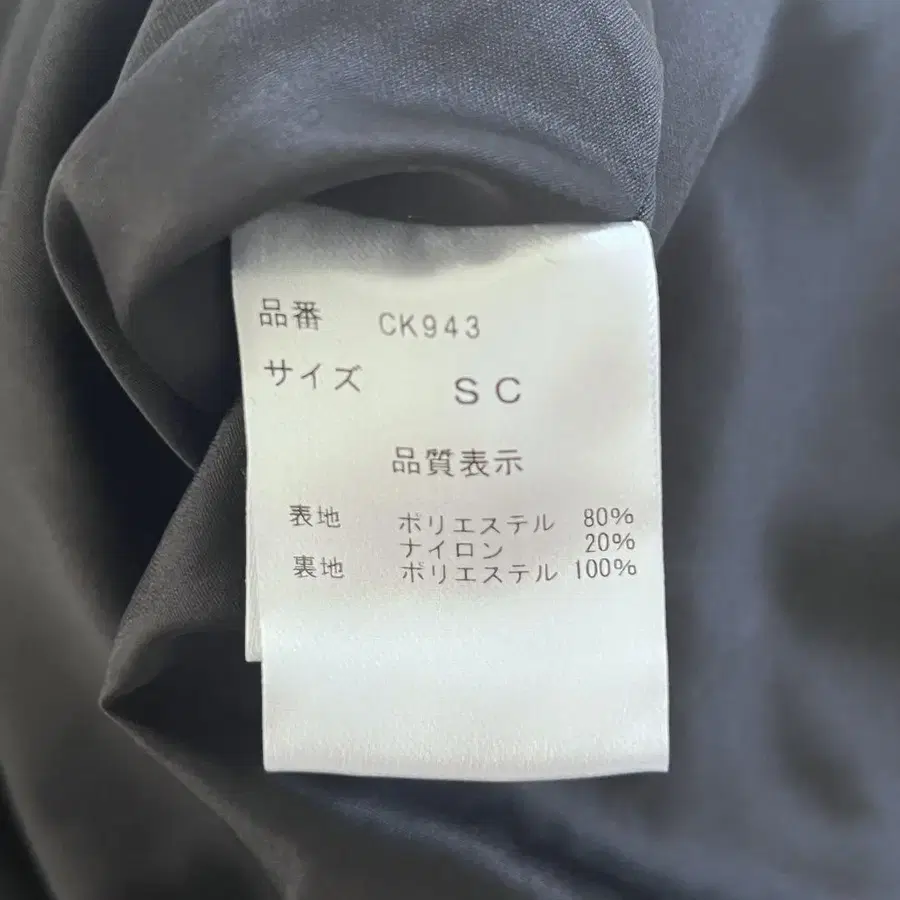 品番 CK943
サイズ SC
品質表示
表地 ポリエステル 80%
ナイロン 20%
裏地 ポリエステル 100%